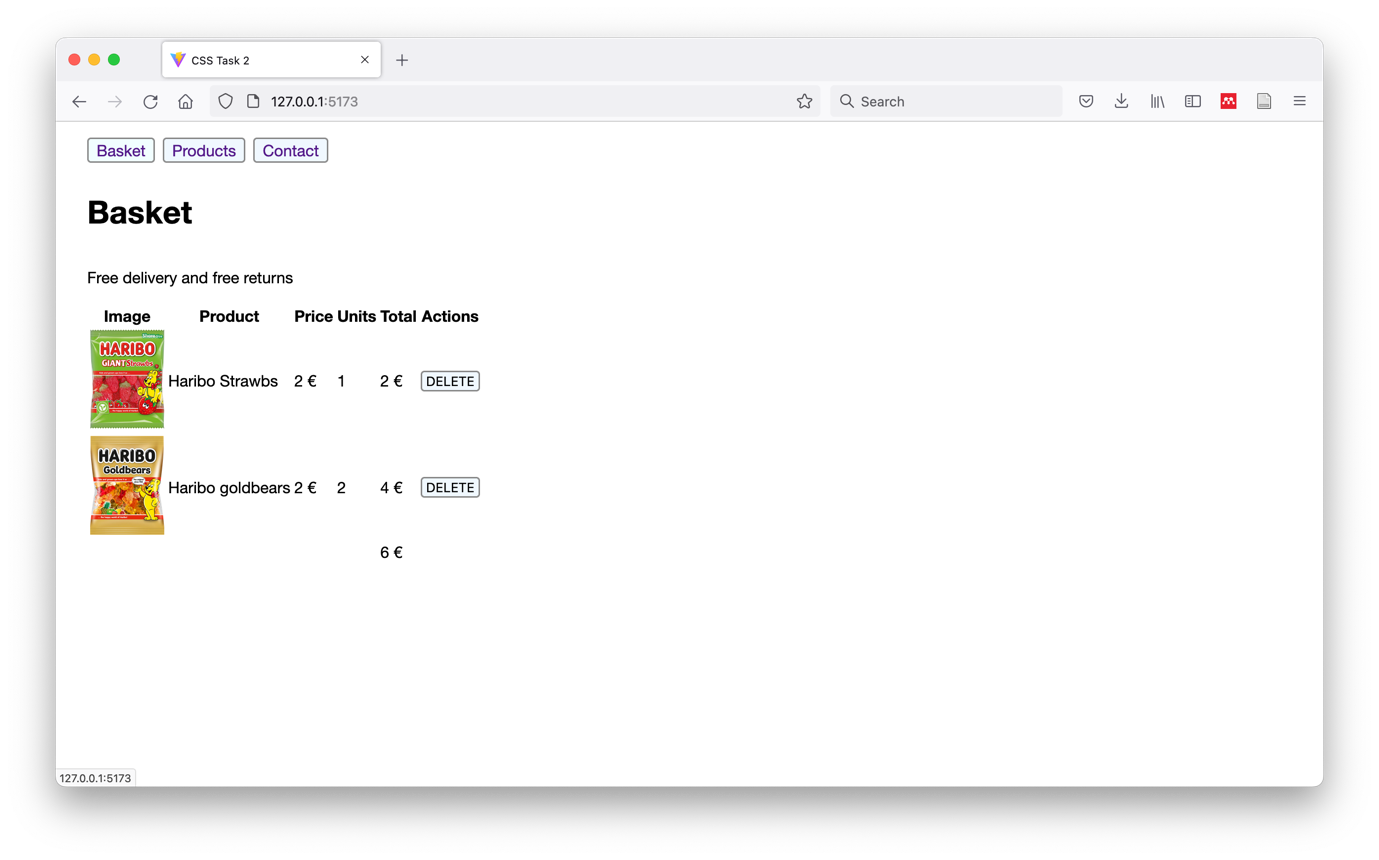 CSS Task 2
127.0.0.1:5173
Search
Basket Products Contact
Basket
Free delivery and free returns
Image Product Price Units Total Actions
HARIBO
GIANT Strawbs
Haribo Strawbs 2 € 1 2 € DELETE
HARIBO
Goldbears
Haribo goldbears 2 € 2 4 € DELETE
6 €
127.0.0.1:5173